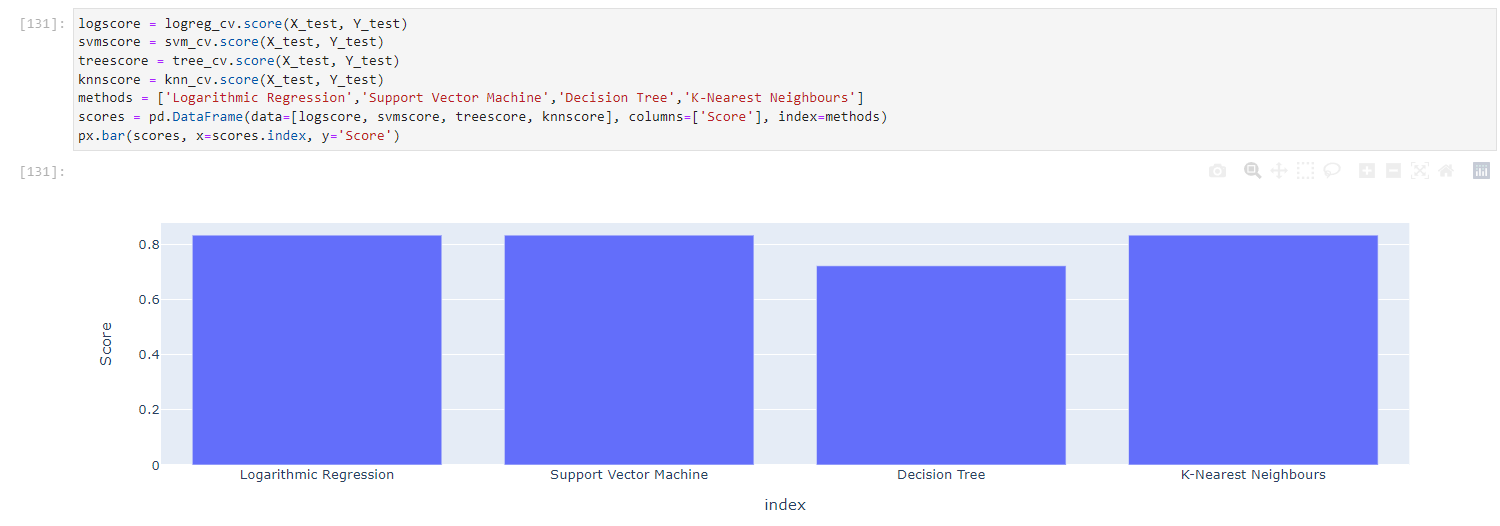 [131]:
logscore = logreg_cv.score(X_test, Y_test)
svmscore = svm_cv.score(X_test, Y_test)
treescore = tree_cv.score(X_test, Y_test)
knnscore = knn_cv.score(X_test, Y_test)
methods = ['Logarithmic Regression','Support Vector Machine','Decision Tree','K-Nearest Neighbours']
scores = pd.DataFrame(data=[logscore, svmscore, treescore, knnscore], columns=['Score'], index=methods)
px.bar(scores, x=scores.index, y='Score')
[131]:
0.8
0.6
0.4
0.2
0
Score
Logarithmic Regression
Support Vector Machine
Decision Tree
K-Nearest Neighbours
index